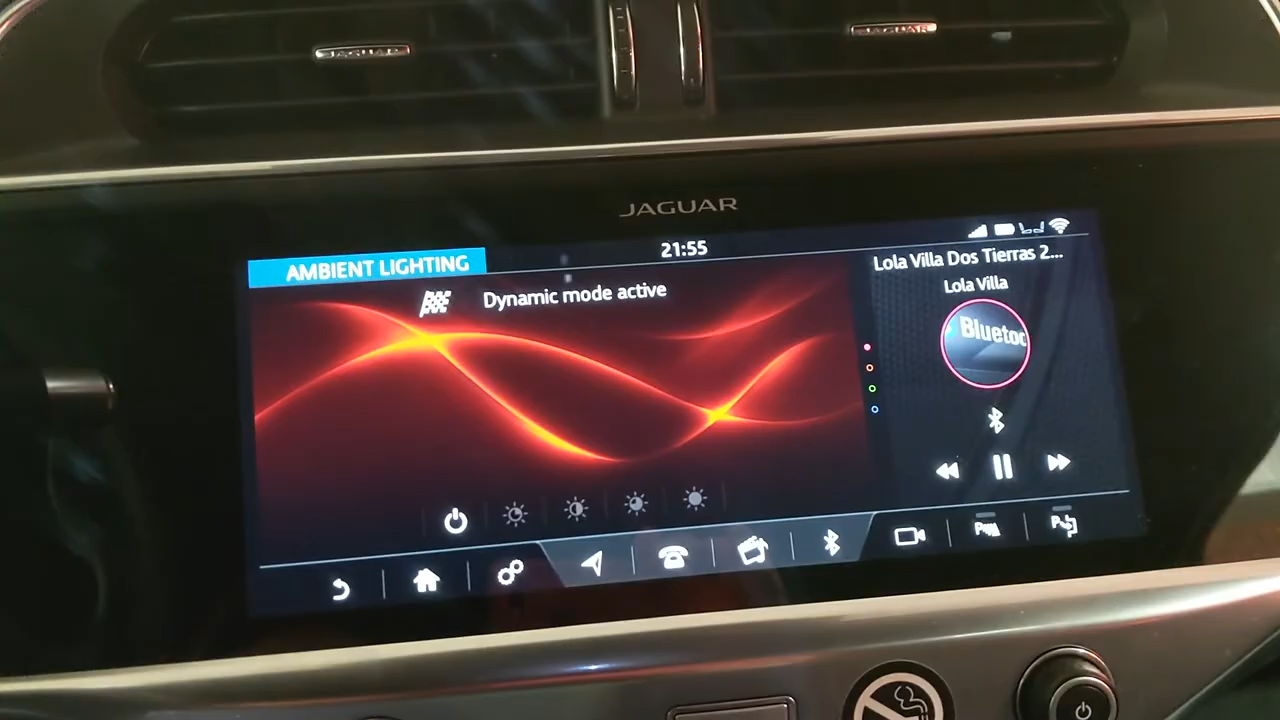 JAGUAR
JAGUAR
JAGUAR
21:55
AMBIENT LIGHTING
Dynamic mode active
Lola Villa Dos Tierras 2...
Lola Villa
Bluetoo